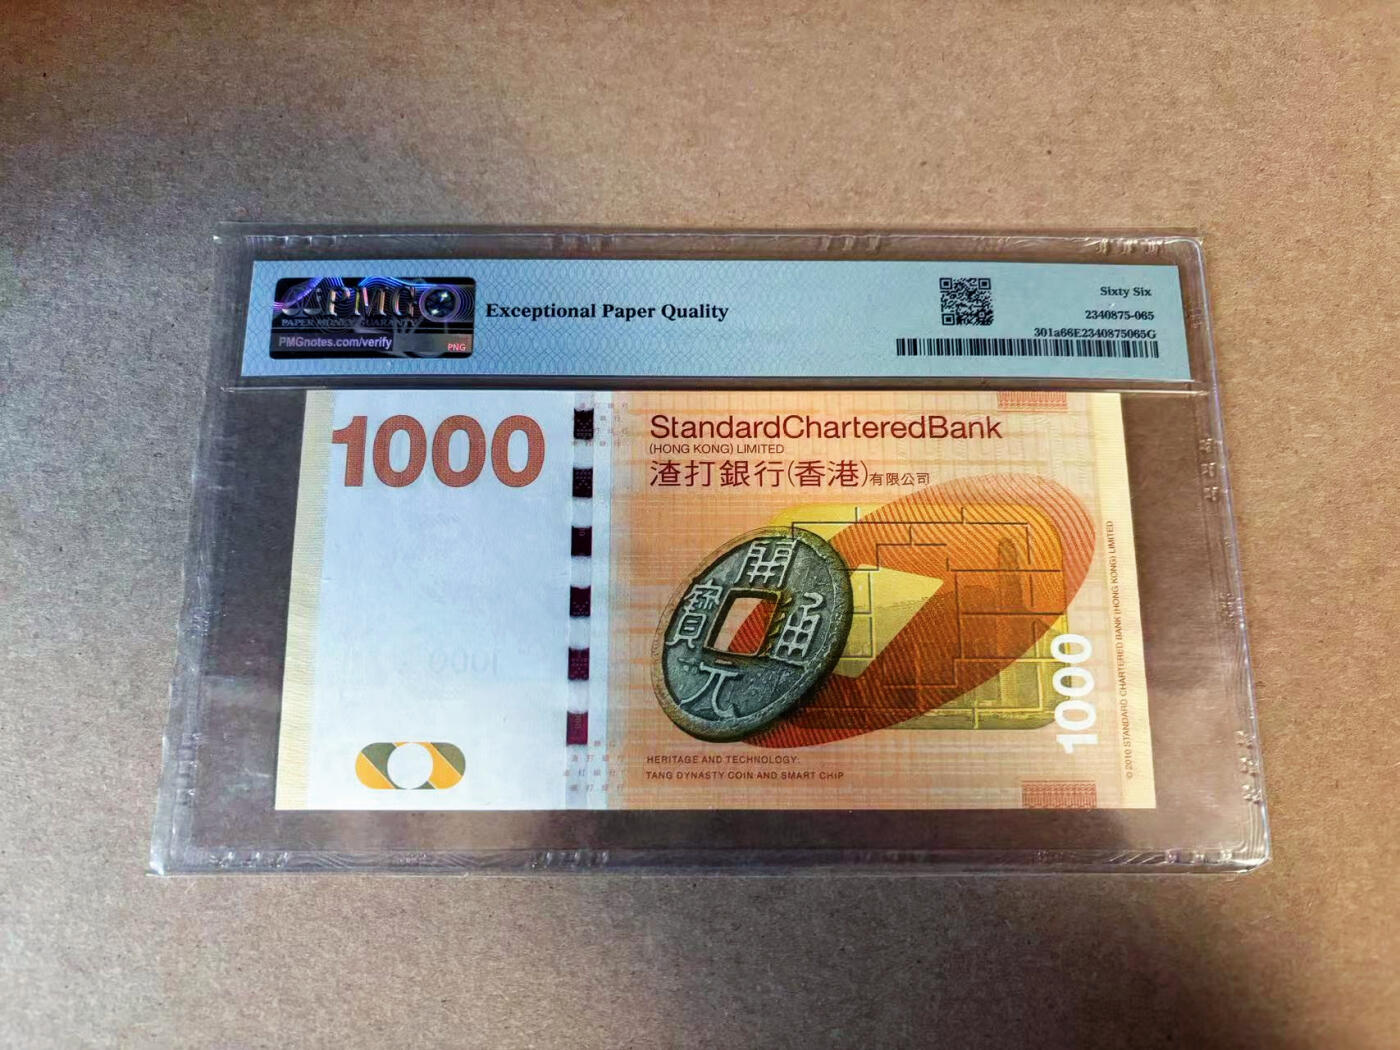 PMG
PAPER MONEY GUARANTY
PMGnotes.com/verify
PNG
Exceptional Paper Quality
Sixty Six
2340875-065
301a66E2340875065G
1000
StandardCharteredBank
(HONG KONG) LIMITED
渣打銀行(香港)有限公司
開通元寶
HERITAGE AND TECHNOLOGY:
TANG DYNASTY COIN AND SMART CHIP
1000
© 2010 STANDARD CHARTERED BANK (HONG KONG) LIMITED